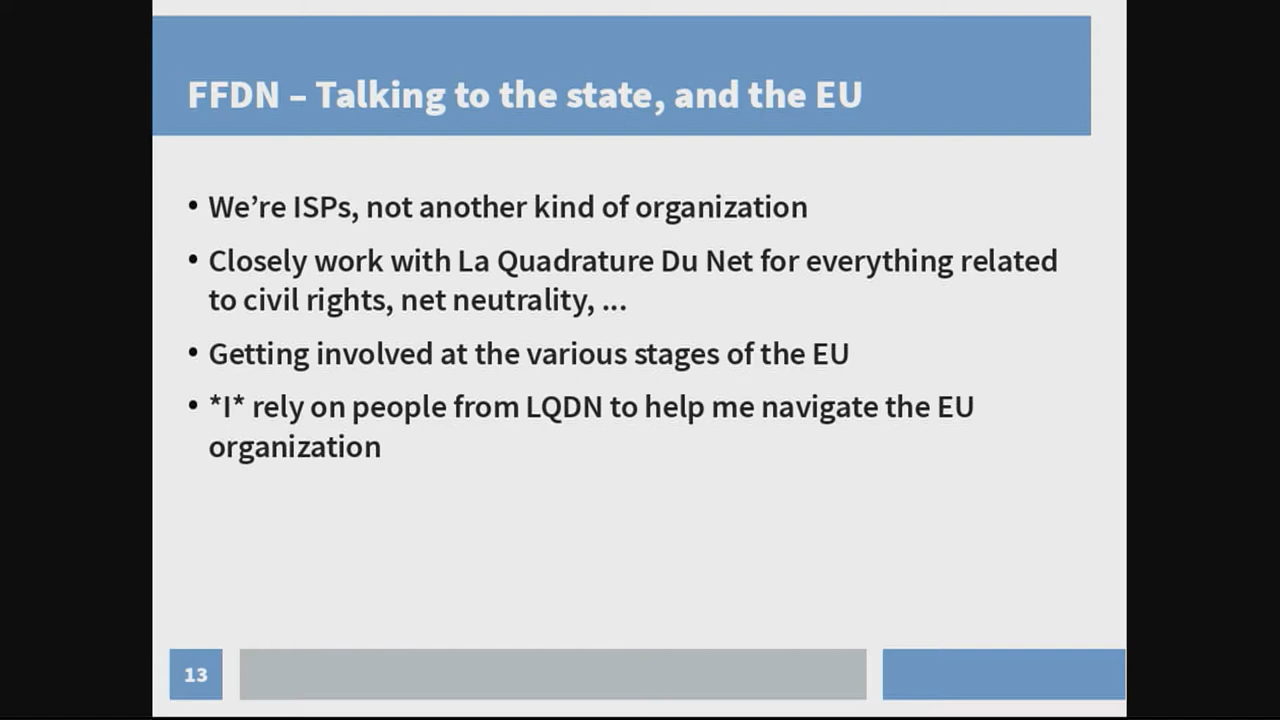 FFDN – Talking to the state, and the EU
• We’re ISPs, not another kind of organization
• Closely work with La Quadrature Du Net for everything related
to civil rights, net neutrality, ...
• Getting involved at the various stages of the EU
• *I* rely on people from LQDN to help me navigate the EU
organization
13